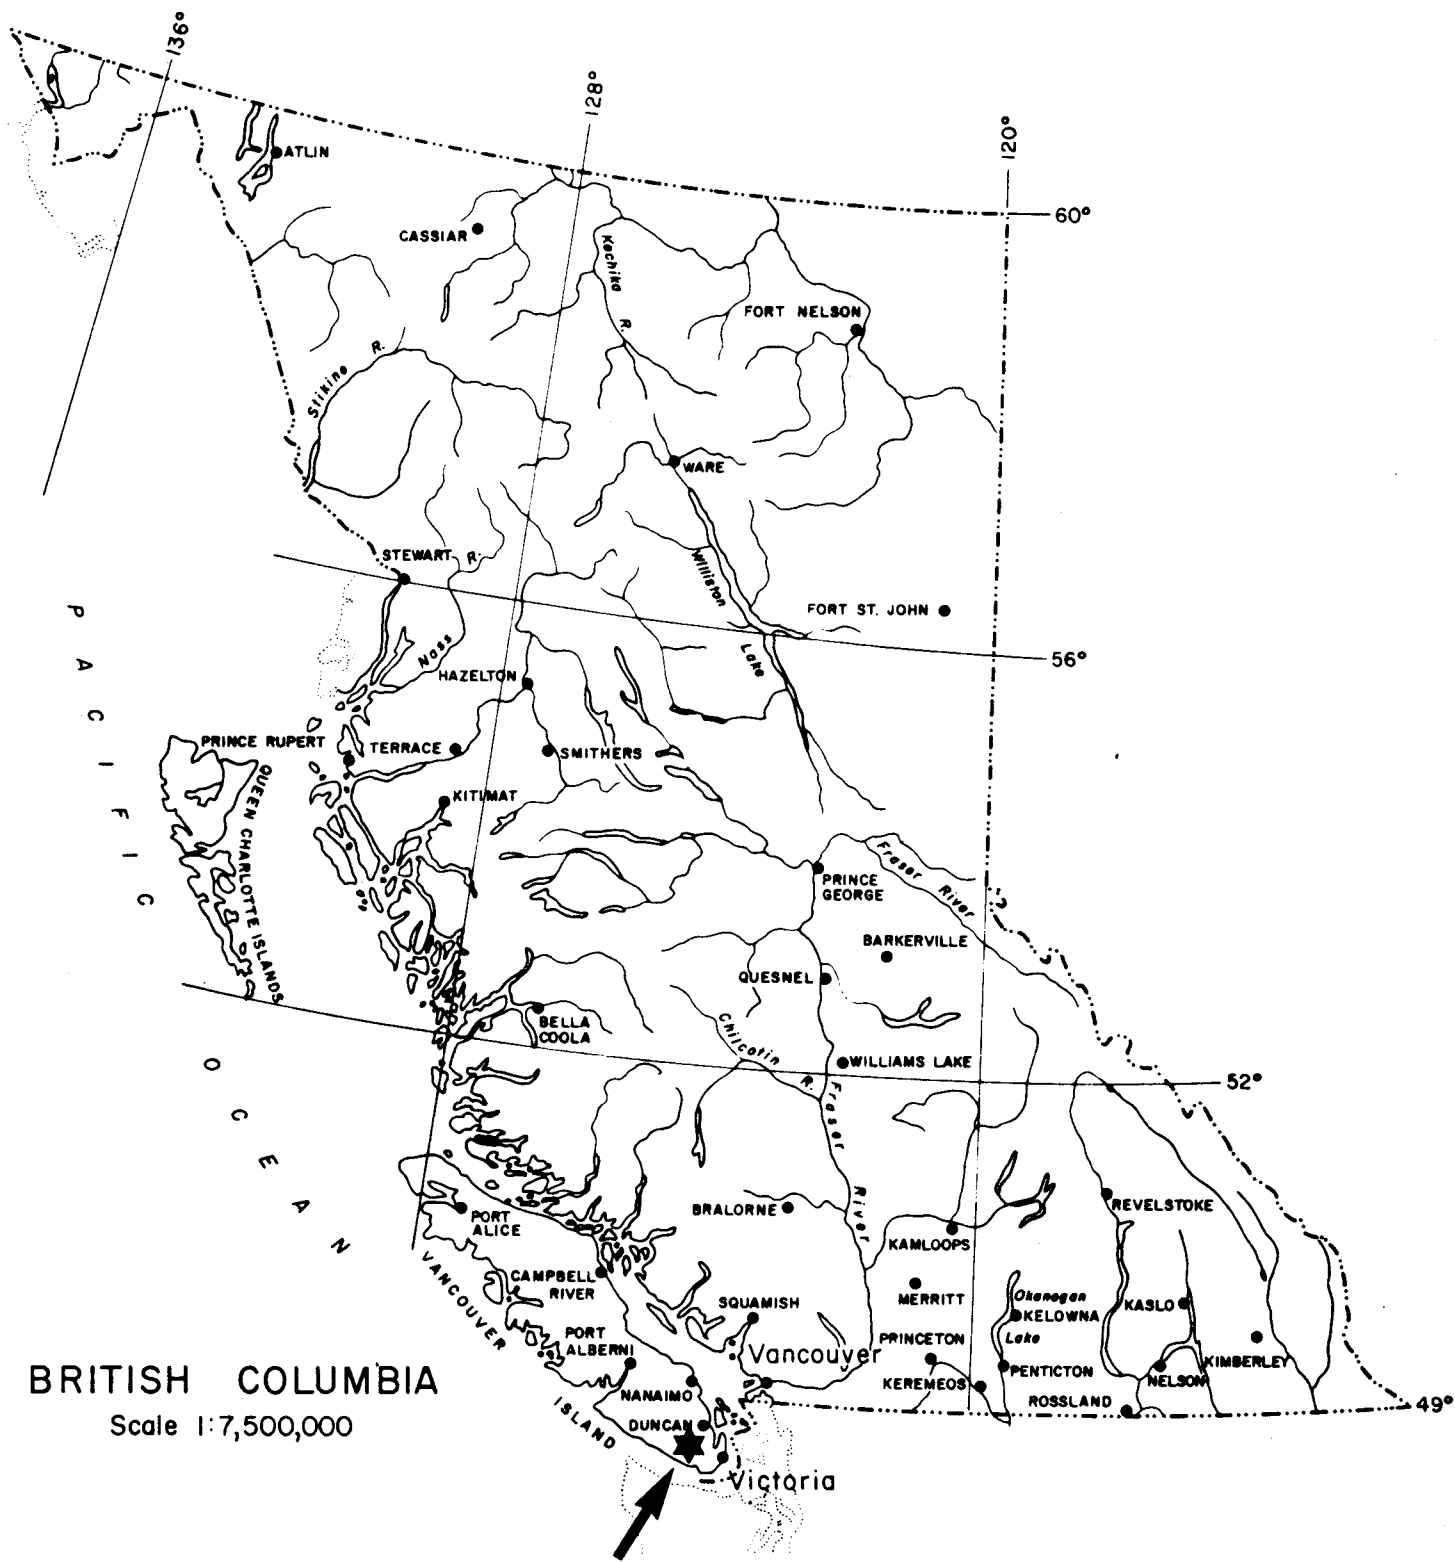 136°
128°
120°
ATLIN
60°
CASSIAR
Kechika R.
FORT NELSON
Stikine R.
WARE
STEWART
Nass R.
Williston Lake
FORT ST. JOHN
56°
HAZELTON
PRINCE RUPERT
TERRACE
SMITHERS
KITIMAT
QUEEN CHARLOTTE ISLANDS
PACIFIC OCEAN
Fraser River
PRINCE
GEORGE
BARKERVILLE
QUESNEL
BELLA
COOLA
Chilcotin R.
WILLIAMS LAKE
52°
Fraser River
PORT
ALICE
BRALORNE
REVELSTOKE
KAMLOOPS
VANCOUVER ISLAND
CAMPBELL
RIVER
SQUAMISH
MERRITT
Okanagan
Lake
KELOWNA
KASLO
PORT
ALBERNI
Vancouver
PRINCETON
PENTICTON
NELSON
KIMBERLEY
NANAIMO
KEREMEOS
ROSSLAND
49°
DUNCAN
Victoria
BRITISH COLUMBIA
Scale 1:7,500,000